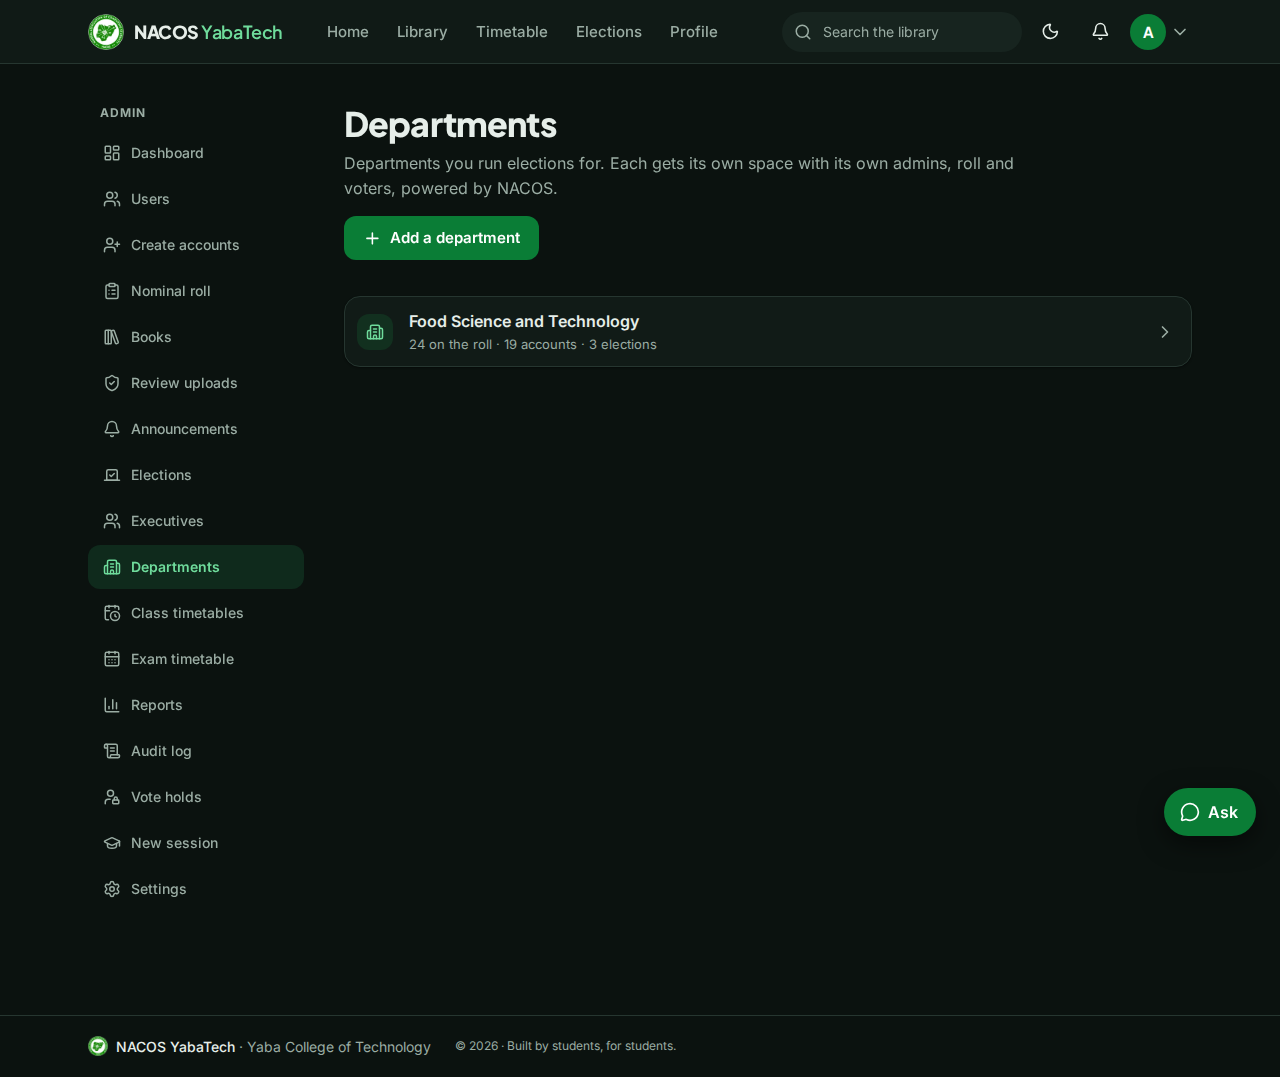 NACOS YabaTech
Home
Library
Timetable
Elections
Profile
Search the library
A
ADMIN
Dashboard
Users
Create accounts
Nominal roll
Books
Review uploads
Announcements
Elections
Executives
Departments
Class timetables
Exam timetable
Reports
Audit log
Vote holds
New session
Settings
Departments
Departments you run elections for. Each gets its own space with its own admins, roll and
voters, powered by NACOS.
Add a department
Food Science and Technology
24 on the roll · 19 accounts · 3 elections
Ask
NACOS YabaTech · Yaba College of Technology
© 2026 · Built by students, for students.